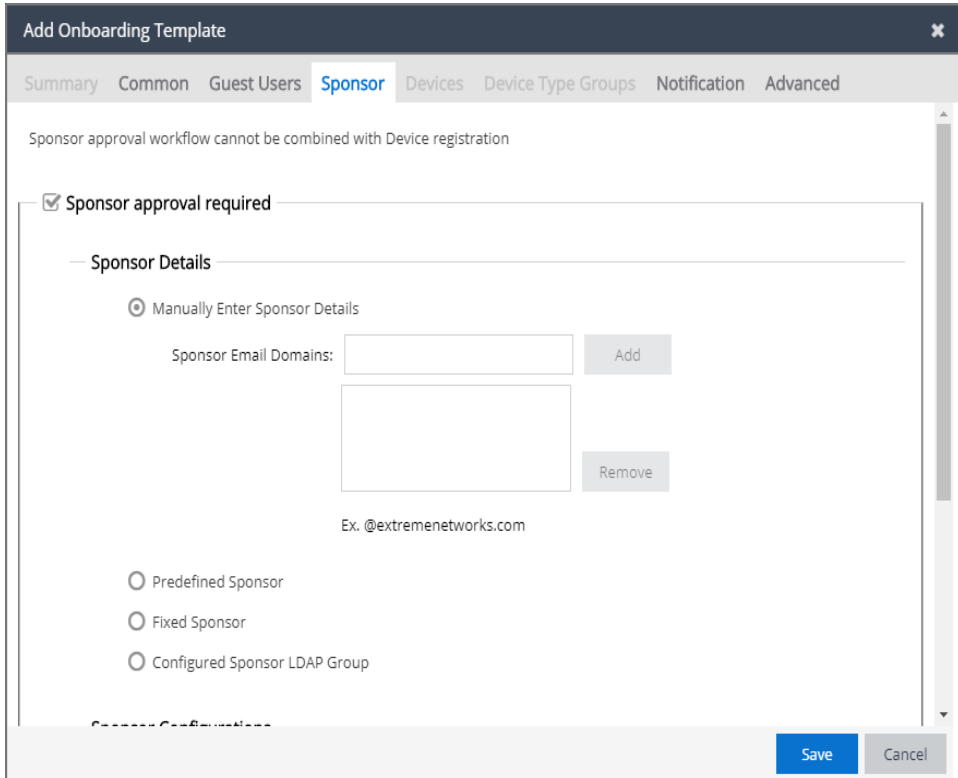 Add Onboarding Template
Summary Common Guest Users Sponsor Devices Device Type Groups Notification Advanced
Sponsor approval workflow cannot be combined with Device registration
Sponsor approval required
Sponsor Details
Manually Enter Sponsor Details
Sponsor Email Domains: Add
Remove
Ex. @extremenetworks.com
Predefined Sponsor
Fixed Sponsor
Configured Sponsor LDAP Group
Sponsor Configurations
Save Cancel